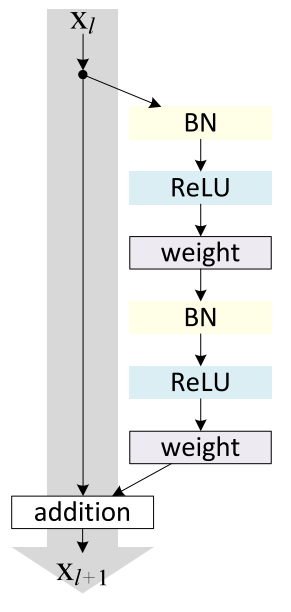 x_l
BN
ReLU
weight
BN
ReLU
weight
addition
x_{l+1}